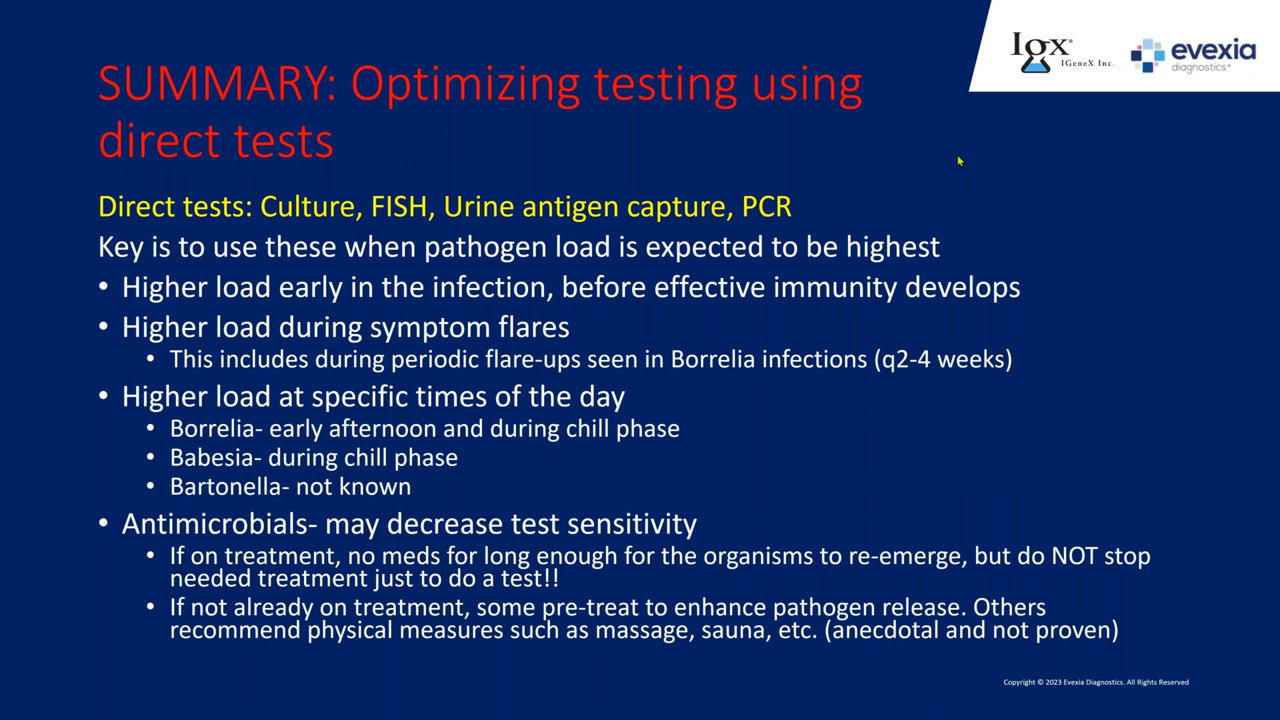 Igx®
IGeneX Inc.
evexia
diagnostics®
SUMMARY: Optimizing testing using
direct tests
Direct tests: Culture, FISH, Urine antigen capture, PCR
Key is to use these when pathogen load is expected to be highest
• Higher load early in the infection, before effective immunity develops
• Higher load during symptom flares
• This includes during periodic flare-ups seen in Borrelia infections (q2-4 weeks)
• Higher load at specific times of the day
• Borrelia- early afternoon and during chill phase
• Babesia- during chill phase
• Bartonella- not known
• Antimicrobials- may decrease test sensitivity
• If on treatment, no meds for long enough for the organisms to re-emerge, but do NOT stop
needed treatment just to do a test!!
• If not already on treatment, some pre-treat to enhance pathogen release. Others
recommend physical measures such as massage, sauna, etc. (anecdotal and not proven)
Copyright © 2023 Evexia Diagnostics. All Rights Reserved